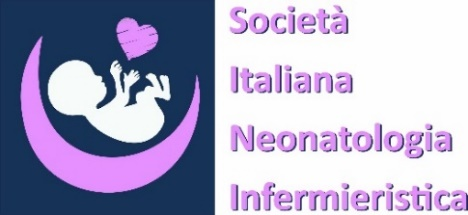 Società
Italiana
Neonatologia
Infermieristica